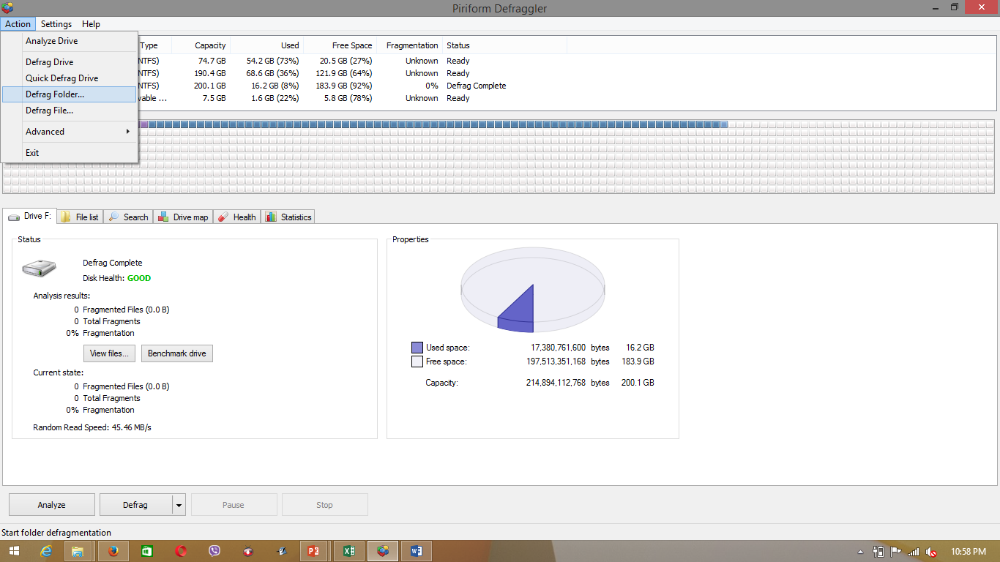 Piriform Defraggler
Action Settings Help
Analyze Drive
Defrag Drive
Quick Defrag Drive
Defrag Folder...
Defrag File...
Advanced
Exit
Type Capacity Used Free Space Fragmentation Status
NTFS) 74.7 GB 54.2 GB (73%) 20.5 GB (27%) Unknown Ready
NTFS) 190.4 GB 68.6 GB (36%) 121.9 GB (64%) Unknown Ready
NTFS) 200.1 GB 16.2 GB (8%) 183.9 GB (92%) 0% Defrag Complete
vable ... 7.5 GB 1.6 GB (22%) 5.8 GB (78%) Unknown Ready
Drive F: File list Search Drive map Health Statistics
Status
Defrag Complete
Disk Health: GOOD
Analysis results:
0 Fragmented Files (0.0 B)
0 Total Fragments
0% Fragmentation
View files... Benchmark drive
Current state:
0 Fragmented Files (0.0 B)
0 Total Fragments
0% Fragmentation
Random Read Speed: 45.46 MB/s
Properties
Used space: 17,380,761,600 bytes 16.2 GB
Free space: 197,513,351,168 bytes 183.9 GB
Capacity: 214,894,112,768 bytes 200.1 GB
Analyze Defrag Pause Stop
Start folder defragmentation
10:58 PM